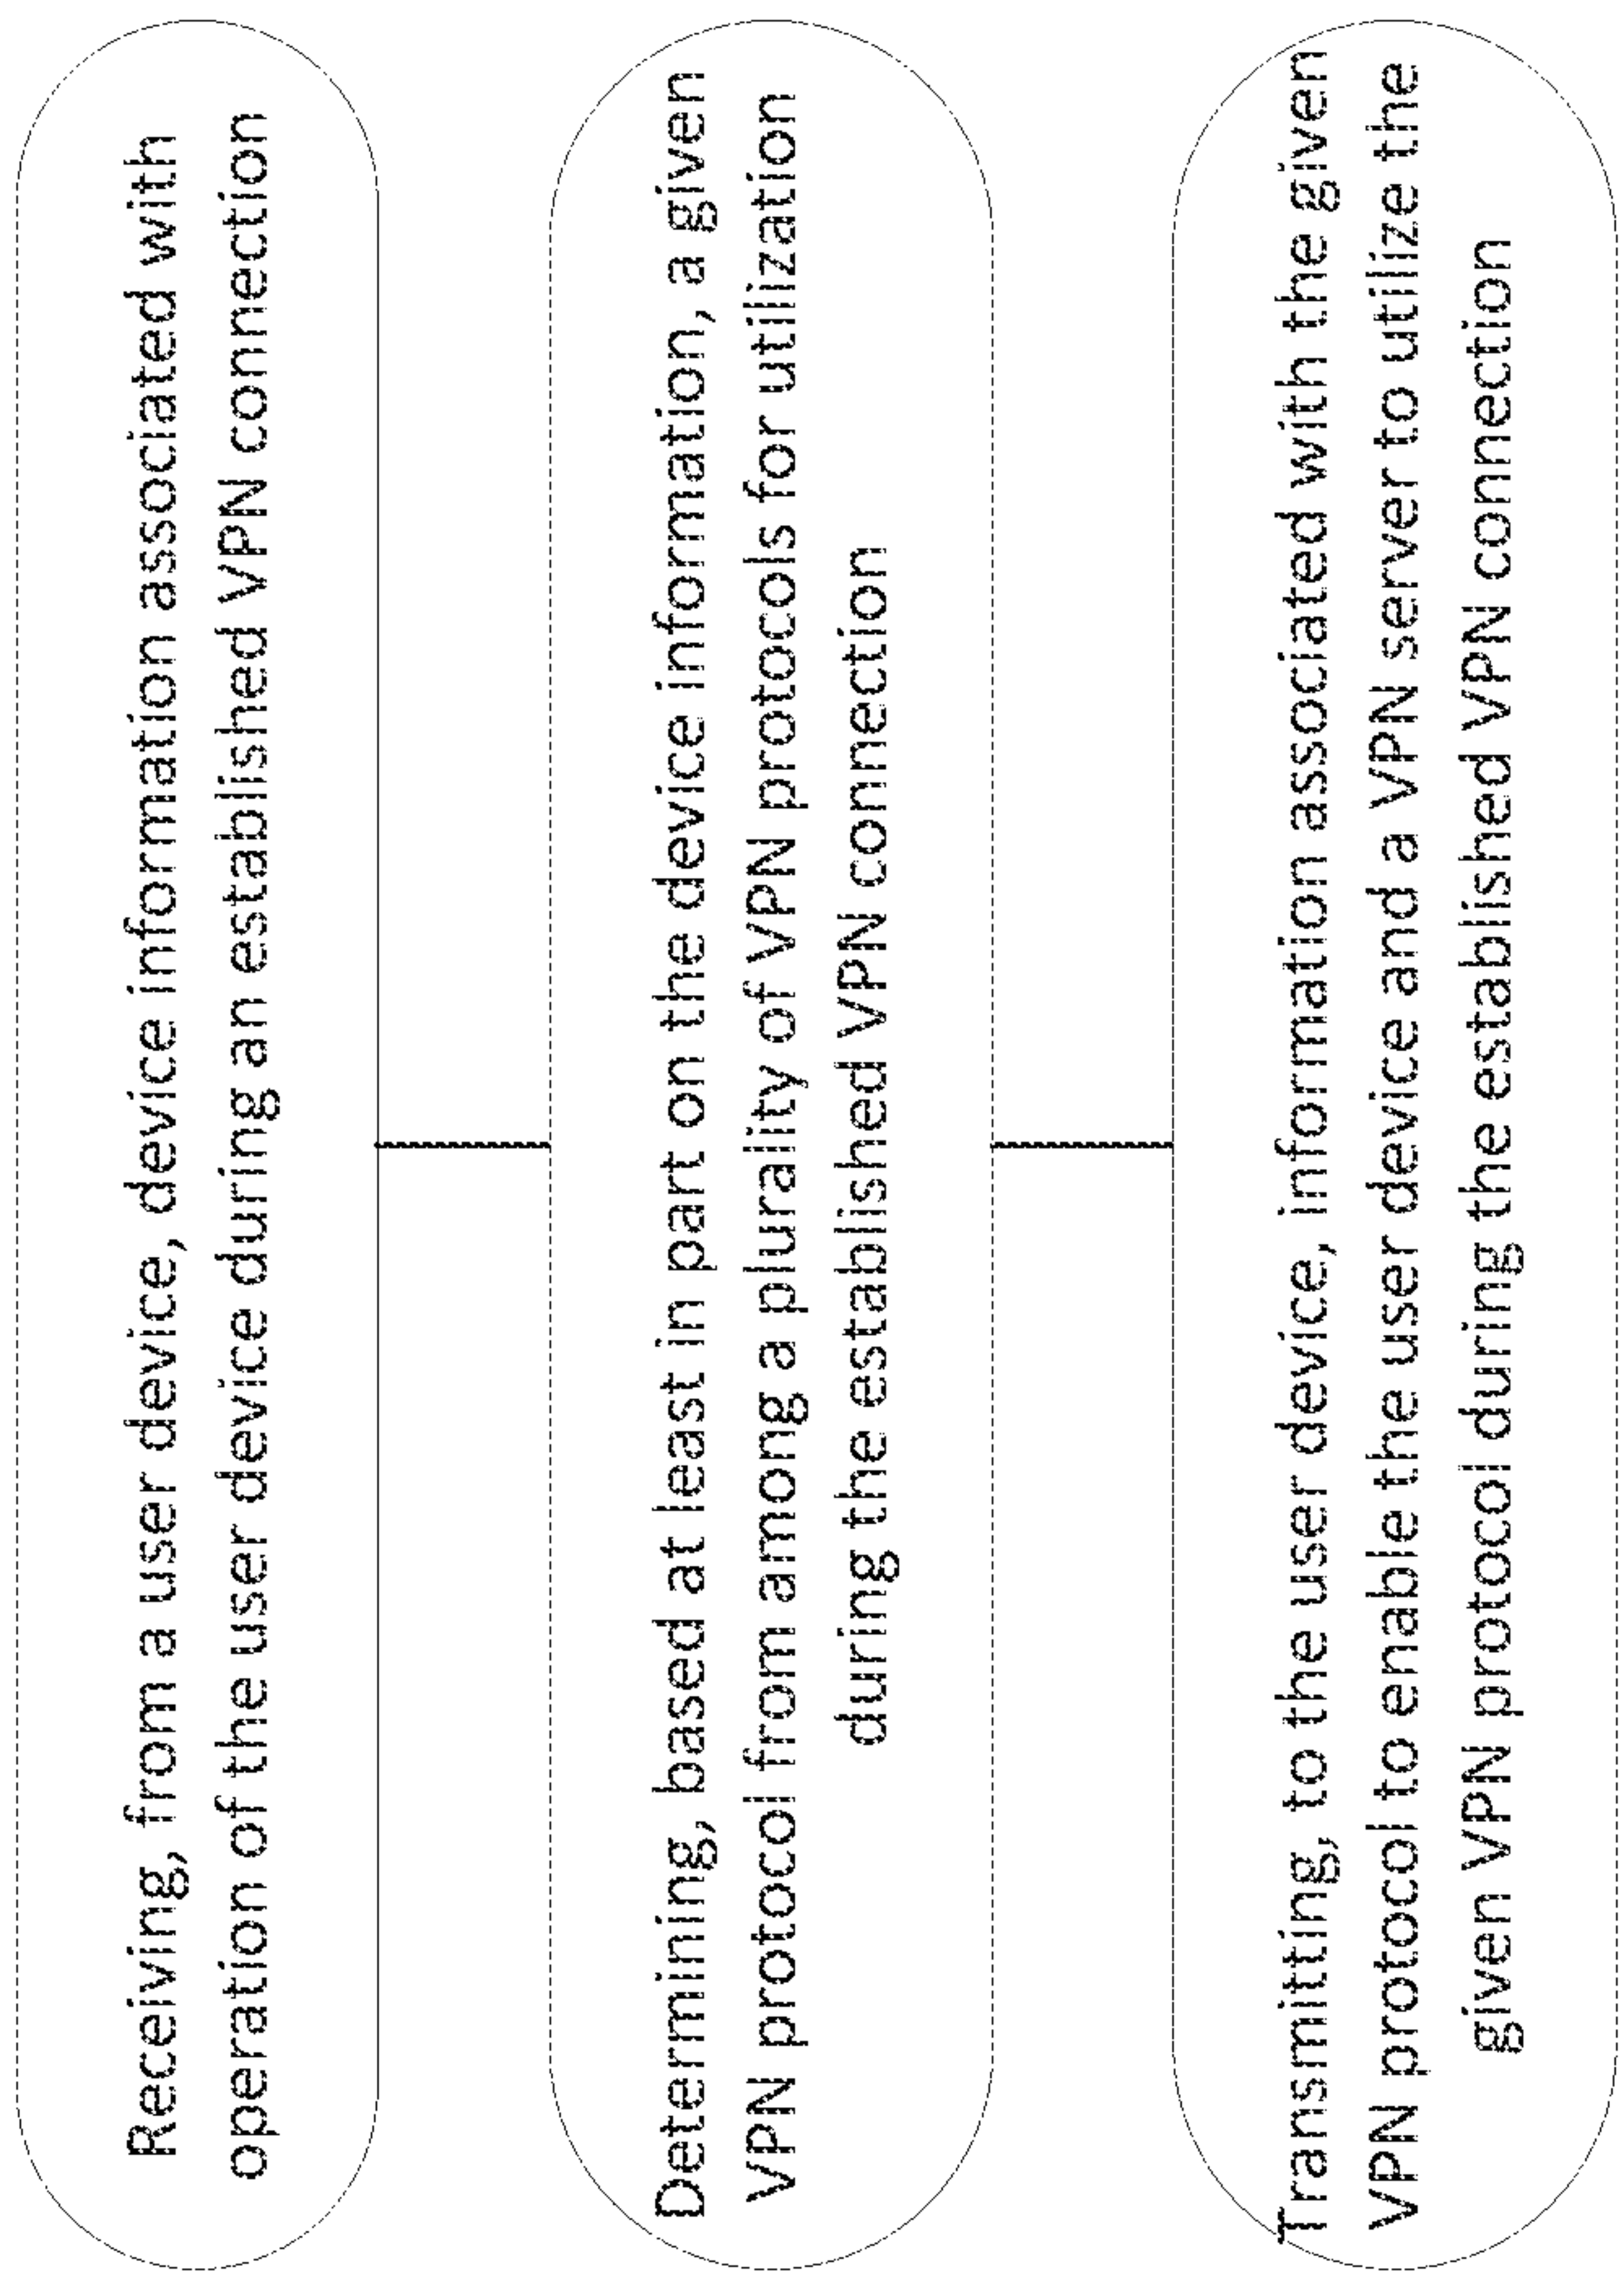 Receiving, from a user device, device information associated with
operation of the user device during an established VPN connection
Determining, based at least in part on the device information, a given
VPN protocol from among a plurality of VPN protocols for utilization
during the established VPN connection
Transmitting, to the user device, information associated with the given
VPN protocol to enable the user device and a VPN server to utilize the
given VPN protocol during the established VPN connection